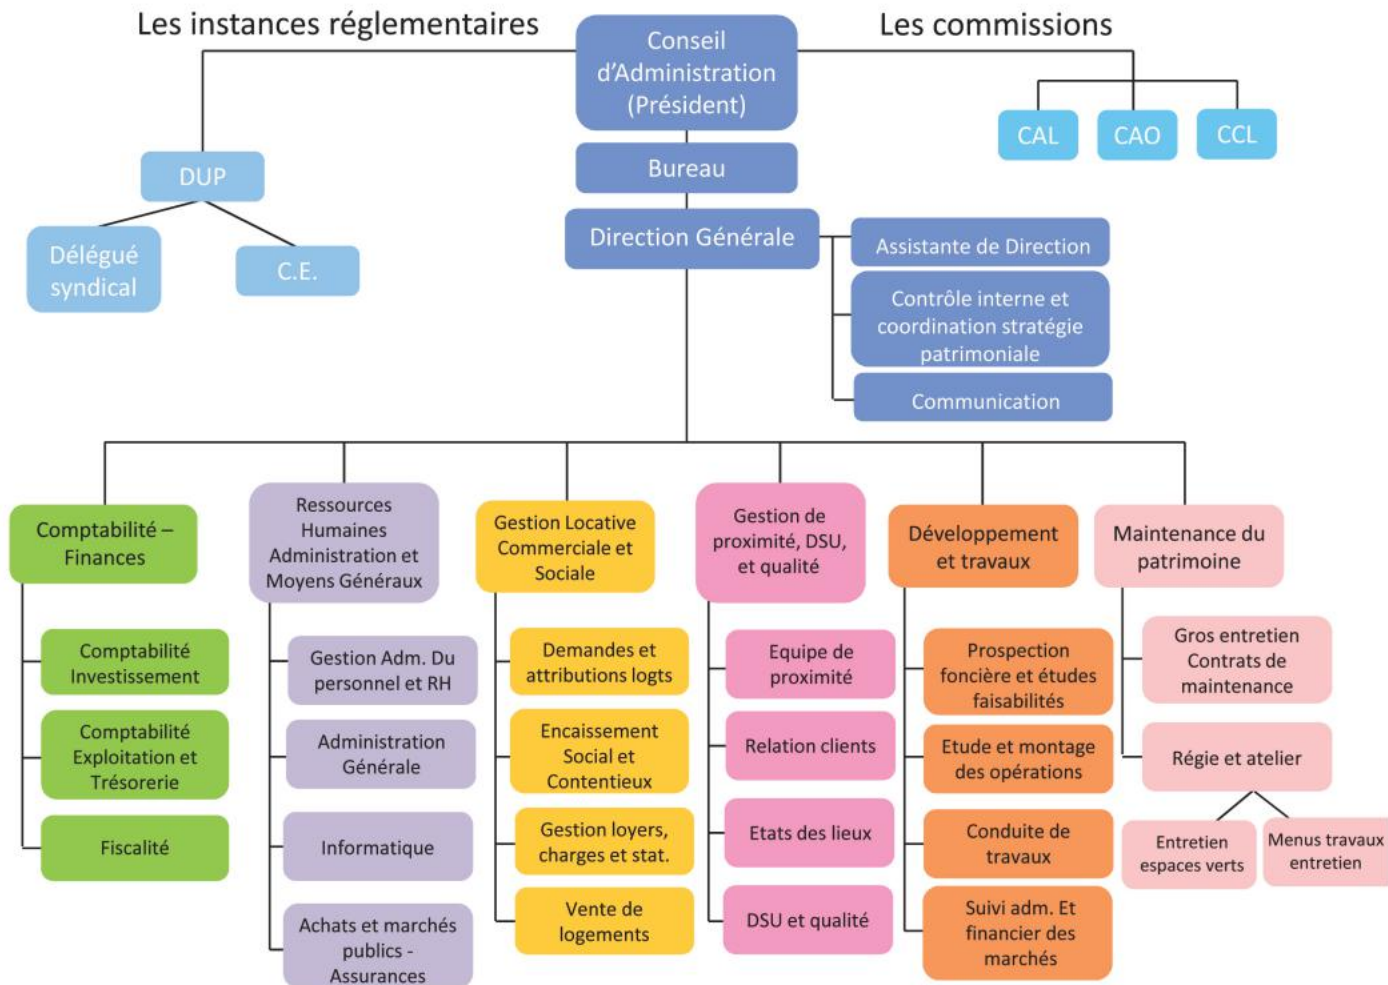 Les instances réglementaires
Les commissions
Conseil
d'Administration
(Président)
CAL
CAO
CCL
DUP
Bureau
Délégué
syndical
C.E.
Direction Générale
Assistante de Direction
Contrôle interne et
coordination stratégie
patrimoniale
Communication
Comptabilité –
Finances
Comptabilité
Investissement
Comptabilité
Exploitation et
Trésorerie
Fiscalité
Ressources
Humaines
Administration et
Moyens Généraux
Gestion Adm. Du
personnel et RH
Administration
Générale
Informatique
Achats et marchés
publics -
Assurances
Gestion Locative
Commerciale et
Sociale
Demandes et
attributions logts
Encaissement
Social et
Contentieux
Gestion loyers,
charges et stat.
Vente de
logements
Gestion de
proximité, DSU,
et qualité
Equipe de
proximité
Relation clients
Etats des lieux
DSU et qualité
Développement
et travaux
Prospection
foncière et études
faisabilités
Etude et montage
des opérations
Conduite de
travaux
Suivi adm. Et
financier des
marchés
Maintenance du
patrimoine
Gros entretien
Contrats de
maintenance
Régie et atelier
Entretien
espaces verts
Menus travaux
entretien